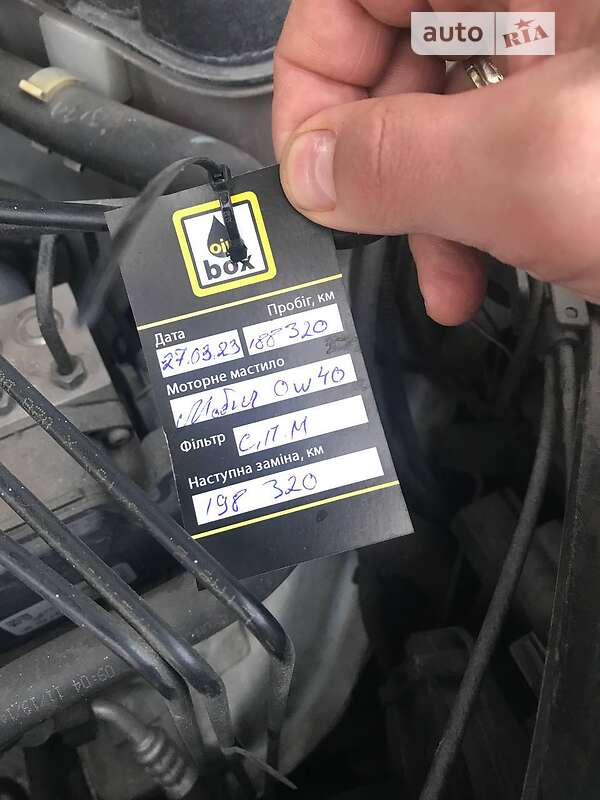 auto RIA
oil
box
Дата Пробіг, км
27.03.23 188 320
Моторне мастило
Мобил 0w40
Фільтр С,П.М
Наступна заміна, км
198 320